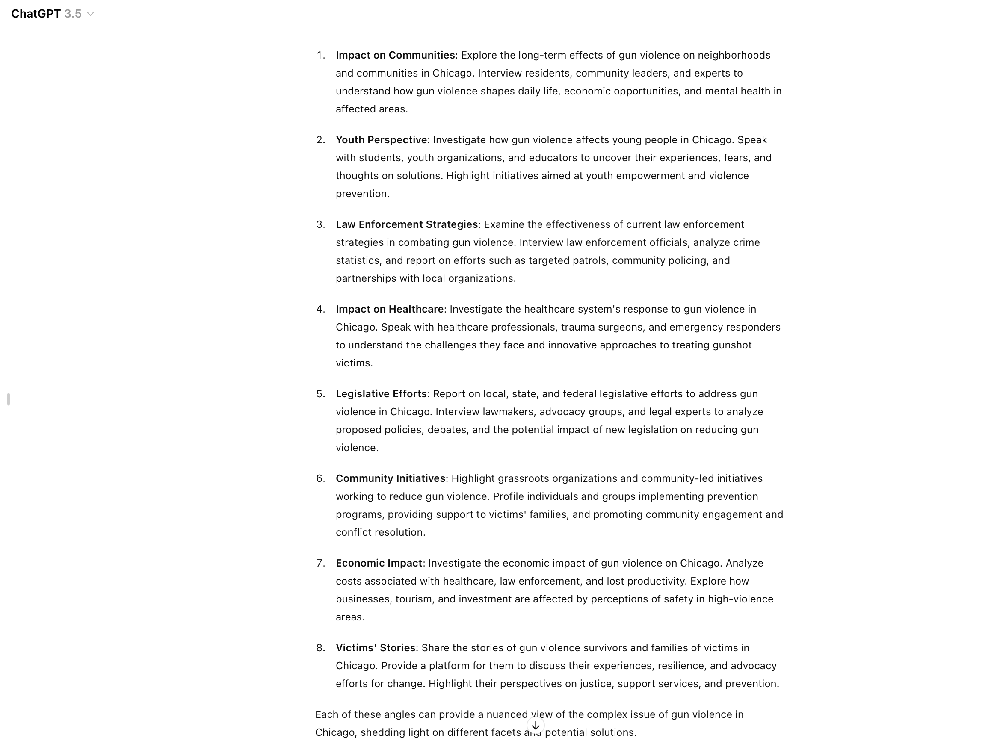 ChatGPT 3.5
1. Impact on Communities: Explore the long-term effects of gun violence on neighborhoods
and communities in Chicago. Interview residents, community leaders, and experts to
understand how gun violence shapes daily life, economic opportunities, and mental health in
affected areas.
2. Youth Perspective: Investigate how gun violence affects young people in Chicago. Speak
with students, youth organizations, and educators to uncover their experiences, fears, and
thoughts on solutions. Highlight initiatives aimed at youth empowerment and violence
prevention.
3. Law Enforcement Strategies: Examine the effectiveness of current law enforcement
strategies in combating gun violence. Interview law enforcement officials, analyze crime
statistics, and report on efforts such as targeted patrols, community policing, and
partnerships with local organizations.
4. Impact on Healthcare: Investigate the healthcare system's response to gun violence in
Chicago. Speak with healthcare professionals, trauma surgeons, and emergency responders
to understand the challenges they face and innovative approaches to treating gunshot
victims.
5. Legislative Efforts: Report on local, state, and federal legislative efforts to address gun
violence in Chicago. Interview lawmakers, advocacy groups, and legal experts to analyze
proposed policies, debates, and the potential impact of new legislation on reducing gun
violence.
6. Community Initiatives: Highlight grassroots organizations and community-led initiatives
working to reduce gun violence. Profile individuals and groups implementing prevention
programs, providing support to victims' families, and promoting community engagement and
conflict resolution.
7. Economic Impact: Investigate the economic impact of gun violence on Chicago. Analyze
costs associated with healthcare, law enforcement, and lost productivity. Explore how
businesses, tourism, and investment are affected by perceptions of safety in high-violence
areas.
8. Victims' Stories: Share the stories of gun violence survivors and families of victims in
Chicago. Provide a platform for them to discuss their experiences, resilience, and advocacy
efforts for change. Highlight their perspectives on justice, support services, and prevention.
Each of these angles can provide a nuanced view of the complex issue of gun violence in
Chicago, shedding light on different facets and potential solutions.